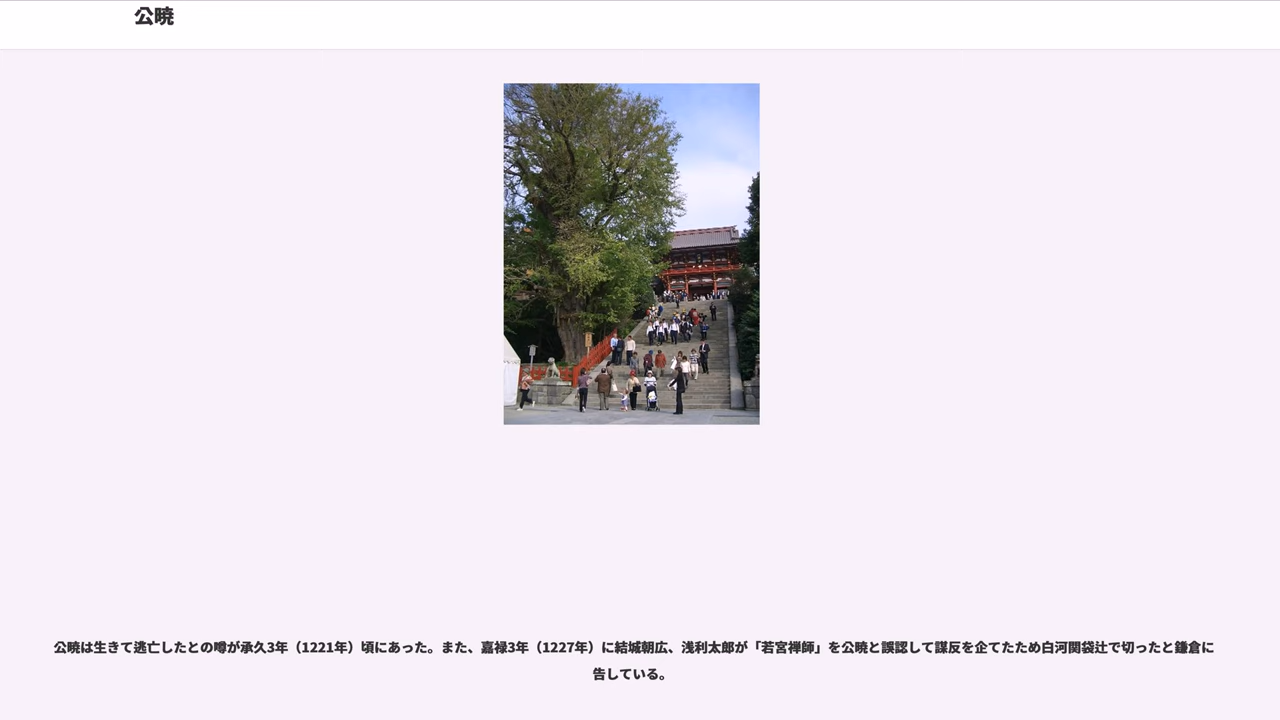 公暁
公暁は生きて逃亡したとの噂が承久3年（1221年）頃にあった。また、嘉禄3年（1227年）に結城朝広、浅利太郎が「若宮禅師」を公暁と誤認して謀反を企てたため白河関袋辻で切ったと鎌倉に
告している。